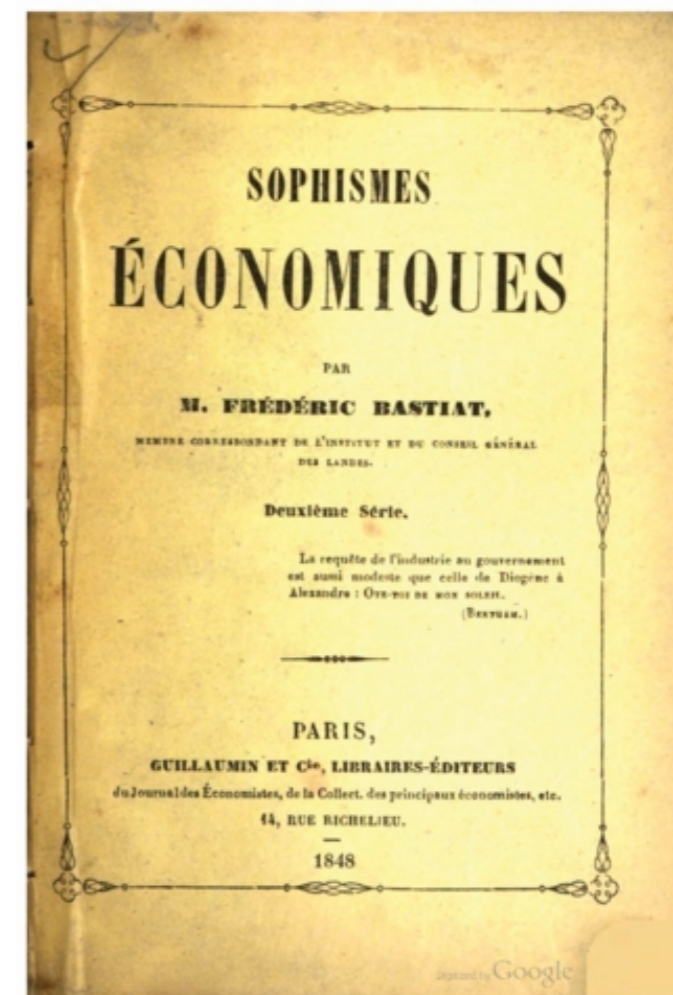 SOPHISMES
ÉCONOMIQUES
PAR
M. FRÉDÉRIC BASTIAT,
MEMBRE CORRESPONDANT DE L'INSTITUT ET DU CONSEIL GÉNÉRAL
DES LANDES.
Deuxième Série.
La requête de l'industrie au gouvernement
est aussi modeste que celle de Diogène à
Alexandre : OTE-TOI DE MON SOLEIL.
(BENTHAM.)
PARIS,
GUILLAUMIN ET Cie, LIBRAIRES-ÉDITEURS
du Journal des Économistes, de la Collect. des principaux économistes, etc.
14, RUE RICHELIEU.
1848
Digitized by Google